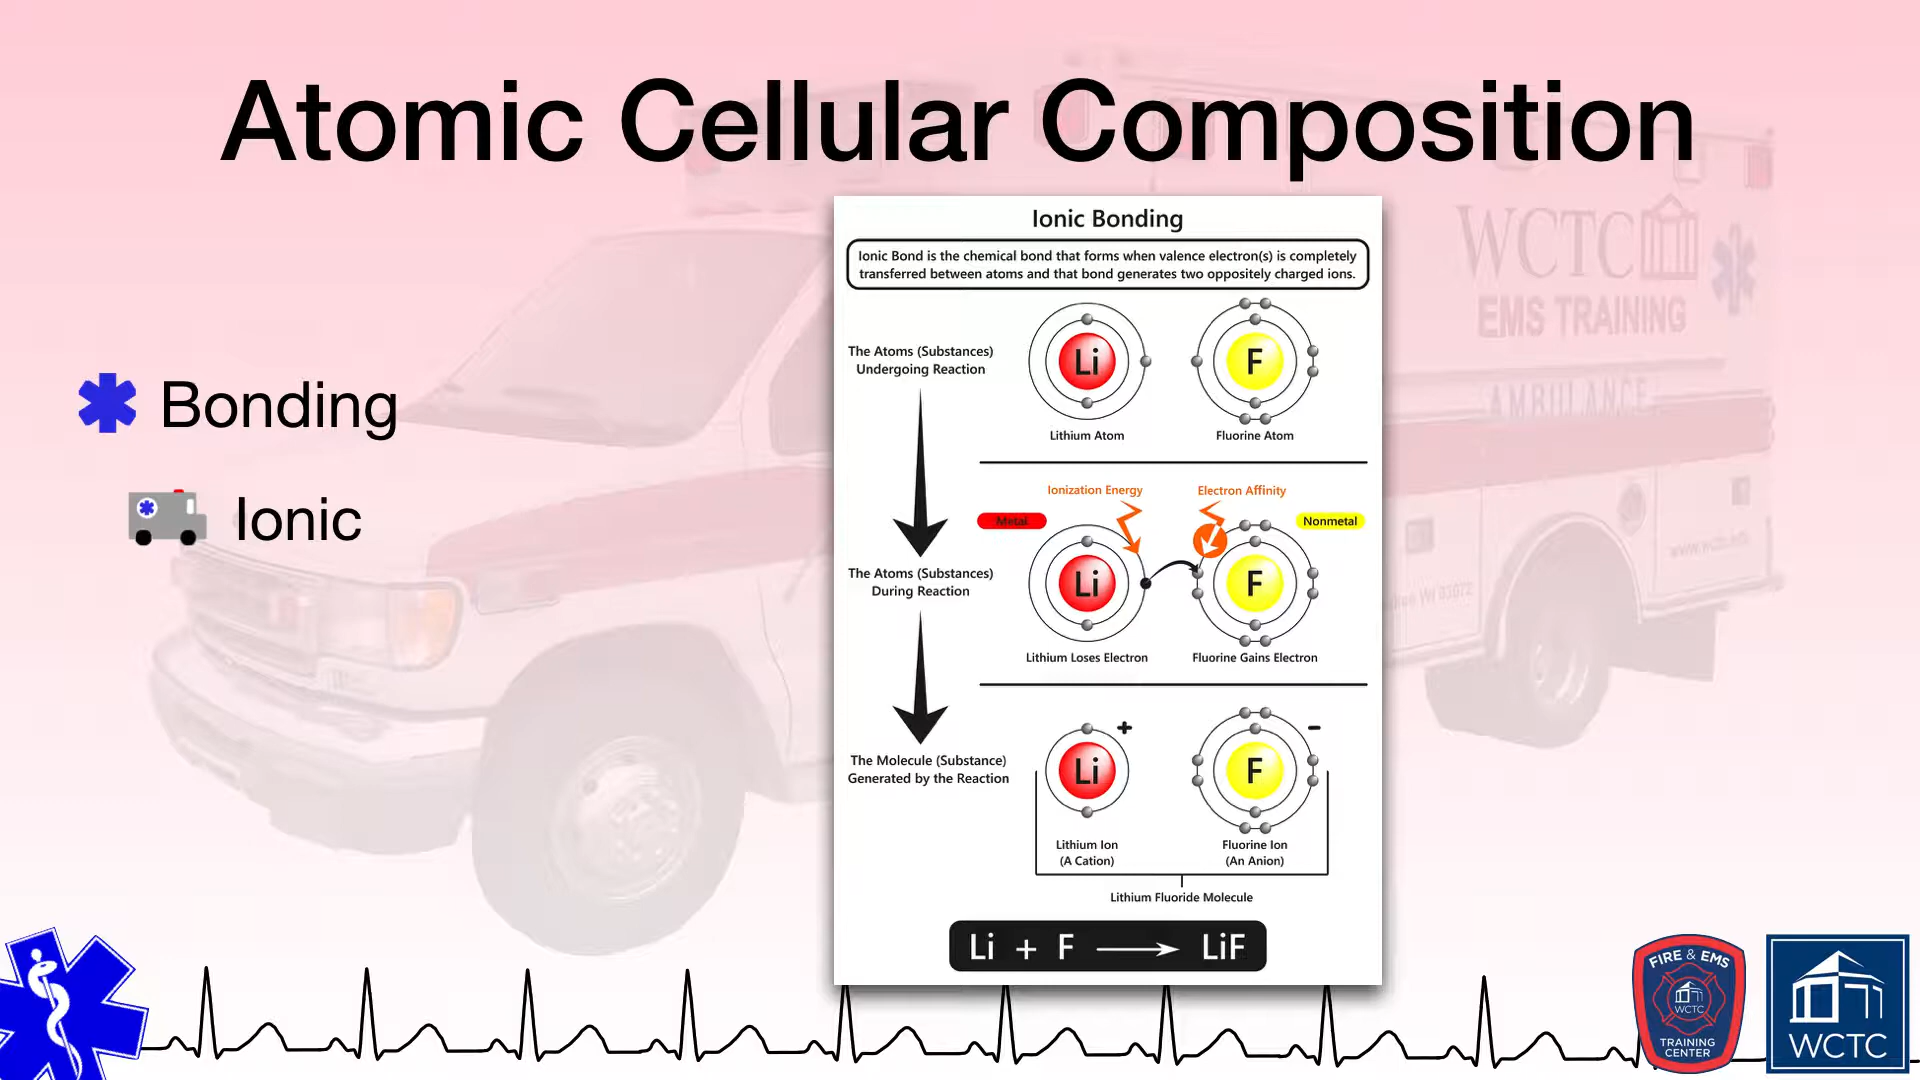 Atomic Cellular Composition
Bonding
Ionic
Ionic Bonding
Ionic Bond is the chemical bond that forms when valence electron(s) is completely
transferred between atoms and that bond generates two oppositely charged ions.
The Atoms (Substances)
Undergoing Reaction
Li
F
Lithium Atom
Fluorine Atom
Ionization Energy
Electron Affinity
Metal
Nonmetal
The Atoms (Substances)
During Reaction
Li
F
Lithium Loses Electron
Fluorine Gains Electron
+
-
The Molecule (Substance)
Generated by the Reaction
Li
F
Lithium Ion
(A Cation)
Fluorine Ion
(An Anion)
Lithium Fluoride Molecule
Li + F ⟶ LiF
WCTC
EMS TRAINING
AMBULANCE
FIRE & EMS
WCTC
TRAINING
CENTER
WCTC